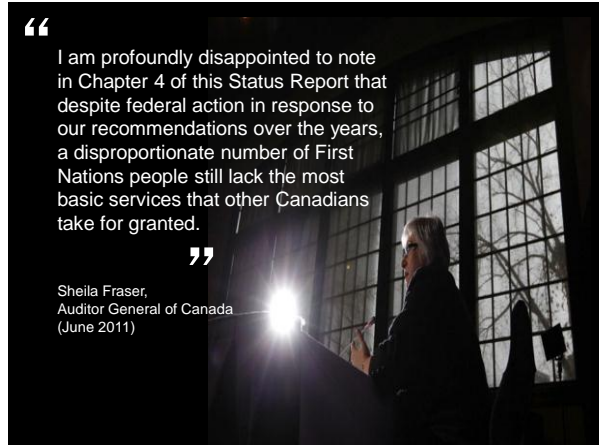 “
I am profoundly disappointed to note
in Chapter 4 of this Status Report that
despite federal action in response to
our recommendations over the years,
a disproportionate number of First
Nations people still lack the most
basic services that other Canadians
take for granted.
”
Sheila Fraser,
Auditor General of Canada
(June 2011)